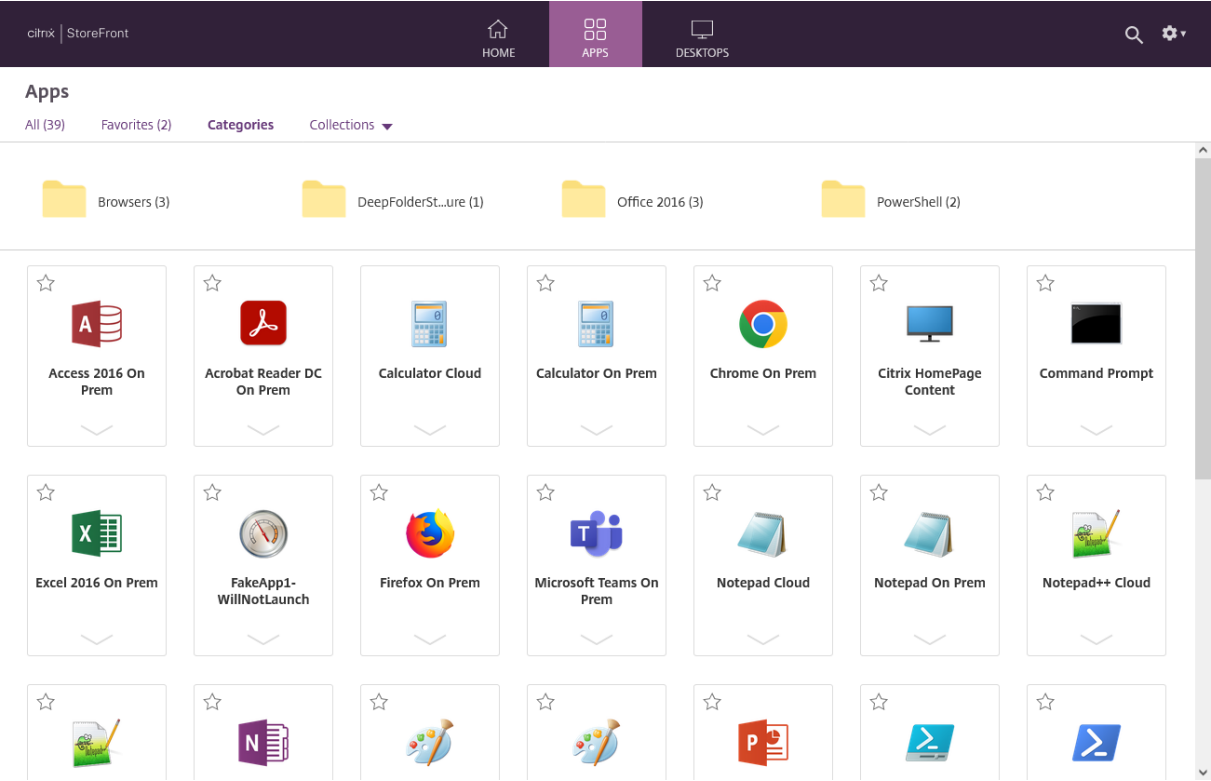 citrix | StoreFront
HOME
APPS
DESKTOPS
Apps
All (39)
Favorites (2)
Categories
Collections
Browsers (3)
DeepFolderSt...ure (1)
Office 2016 (3)
PowerShell (2)
Access 2016 On
Prem
Acrobat Reader DC
On Prem
Calculator Cloud
Calculator On Prem
Chrome On Prem
Citrix HomePage
Content
Command Prompt
Excel 2016 On Prem
FakeApp1-
WillNotLaunch
Firefox On Prem
Microsoft Teams On
Prem
Notepad Cloud
Notepad On Prem
Notepad++ Cloud